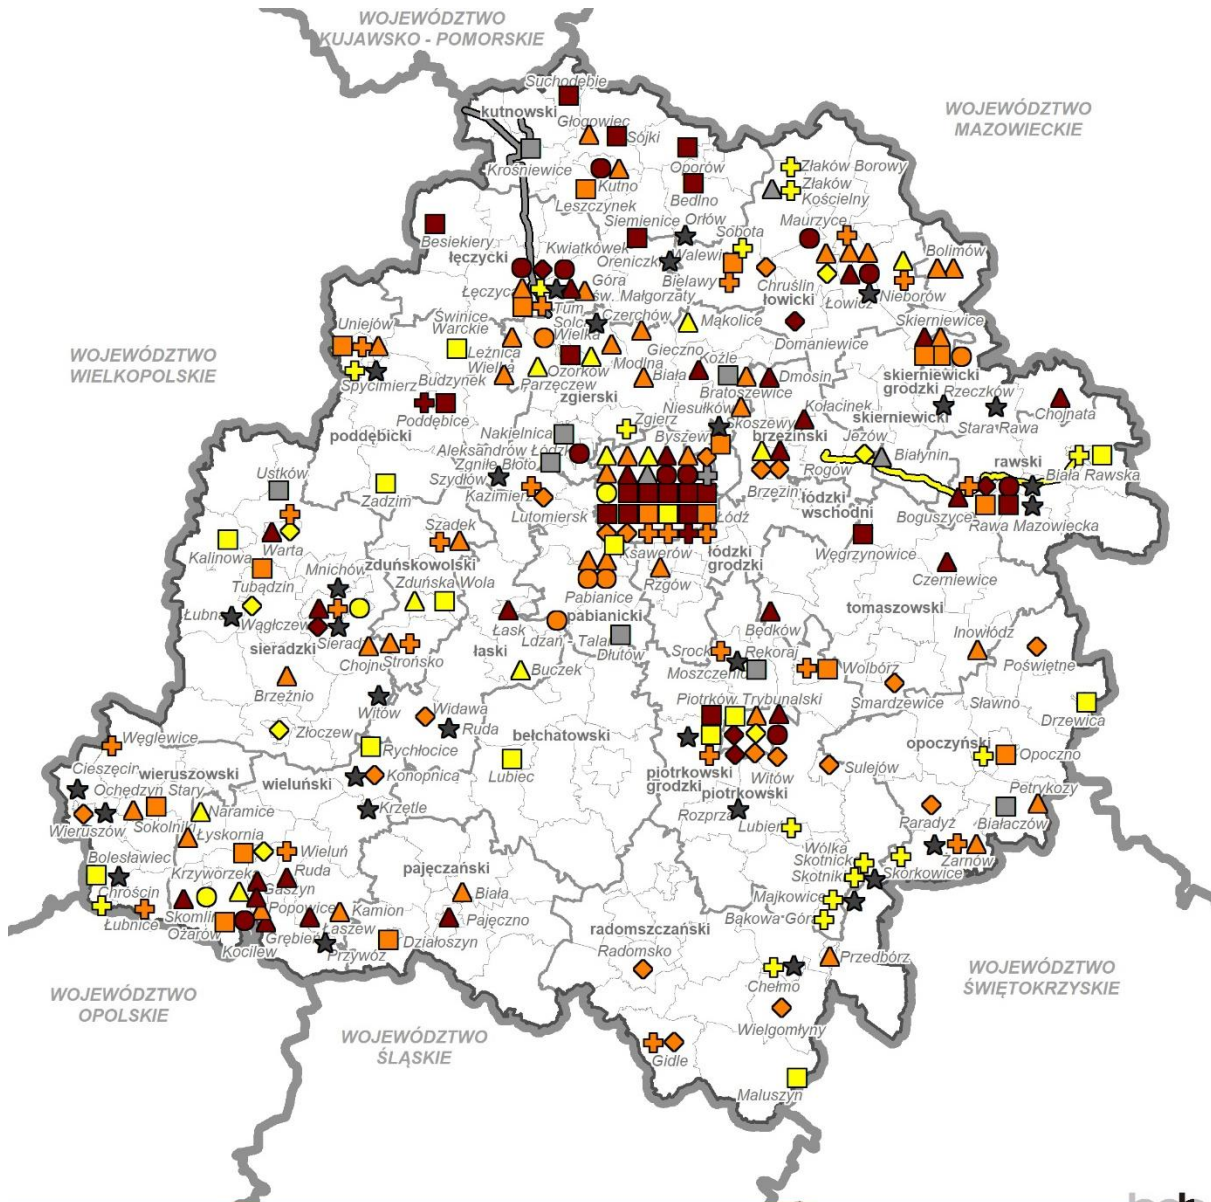 WOJEWÓDZTWO
KUJAWSKO - POMORSKIE
WOJEWÓDZTWO
MAZOWIECKIE
Suchodębie
kutnowski
Głogowiec
Sójki
Krośniewice
Oporów
Kutno
Leszczynek
Bedlno
Złaków Borowy
Złaków
Kościelny
Siemienice
Orłów
Sobota
Maurzyce
Besiekiery
łęczycki
Kwiatkówek
Oreniczki
Walewice
Bielawy
Chruślin
łowicki
Łowicz
Nieborów
Bolimów
Łęczyca
Góra
św. Małgorzaty
Tum
Solca
Wielka
Czerchów
Mąkolice
Domaniewice
Skierniewice
Uniejów
Świnice
Warckie
Leźnica
Wielka
Ozorków
Modlna
Gieczno
Koźle
WOJEWÓDZTWO
WIELKOPOLSKIE
Spycimierz
Budzynek
Parzęczew
zgierski
Biała
Bratoszewice
Dmosin
skierniewicki
grodzki
Rzeczków
Poddębice
poddębicki
Nakielnica
Zgierz
Niesułków
Skoszewy
Kołacinek
skierniewicki
Stara Rawa
Chojnata
Aleksandrów Łódzki
Zgniłe Błoto
Byszewy
brzeziński
Jeżów
Białynin
rawski
Biała Rawska
Ustków
Zadzim
Szydłów
Kazimierz
Lutomiersk
Łódź
Brzeziny
Rogów
łódzki
wschodni
Boguszyce
Rawa Mazowiecka
Warta
Szadek
Kalinowa
Tubądzin
zduńskowolski
Ksawerów
łódzki
grodzki
Węgrzynowice
Mnichów
Zduńska Wola
Pabianice
Rzgów
Czerniewice
Łubna
Wągłczew
Sieradz
sieradzki
Łask
łaski
Ldzań - Talar
pabianicki
Dłutów
Będków
tomaszowski
Inowłódz
Chojne
Strońsko
Buczek
Srock
Rękoraj
Moszczenica
Wolbórz
Poświętne
Brzeźnio
Witów
Widawa
Ruda
Piotrków Trybunalski
Smardzewice
Sławno
Drzewica
Złoczew
Rychłocice
bełchatowski
Węglewice
Lubiec
opoczyński
Opoczno
Cieszęcin
wieruszowski
wieluński
Konopnica
piotrkowski
grodzki
piotrkowski
Witów
Sulejów
Ochędzyn Stary
Sokolniki
Naramice
Krzętle
Rozprza
Lubień
Petrykozy
Wieruszów
Łyskornia
Paradyż
Białaczów
Bolesławiec
Wieluń
pajęczański
Wólka
Skotnicka
Skotniki
Skórkowice
Żarnów
Chróścin
Krzyworzeka
Gaszyn
Ruda
Biała
Majkowice
Łubnice
Skomlin
Popowice
Kamion
Pajęczno
Bąkowa Góra
Ożarów
Grębień
Łaszew
Kocilew
Przywóz
Działoszyn
radomszczański
Radomsko
Przedbórz
WOJEWÓDZTWO
ŚWIĘTOKRZYSKIE
WOJEWÓDZTWO
OPOLSKIE
Chełmo
Wielgomłyny
WOJEWÓDZTWO
ŚLĄSKIE
Gidle
Maluszyn